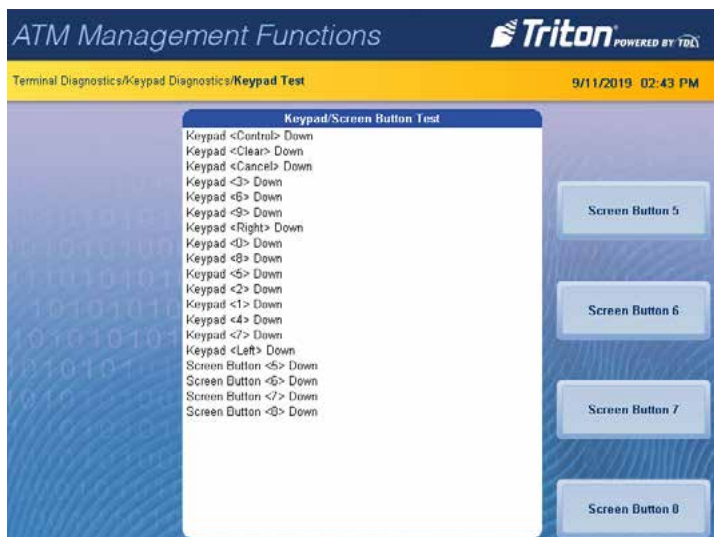 ATM Management Functions
Triton POWERED BY TDL
Terminal Diagnostics/Keypad Diagnostics/Keypad Test
9/11/2019 02:43 PM
Keypad/Screen Button Test
Keypad <Control> Down
Keypad <Clear> Down
Keypad <Cancel> Down
Keypad <3> Down
Keypad <6> Down
Keypad <9> Down
Keypad <Right> Down
Keypad <0> Down
Keypad <8> Down
Keypad <5> Down
Keypad <2> Down
Keypad <1> Down
Keypad <4> Down
Keypad <7> Down
Keypad <Left> Down
Screen Button <5> Down
Screen Button <6> Down
Screen Button <7> Down
Screen Button <8> Down
Screen Button 5
Screen Button 6
Screen Button 7
Screen Button 8